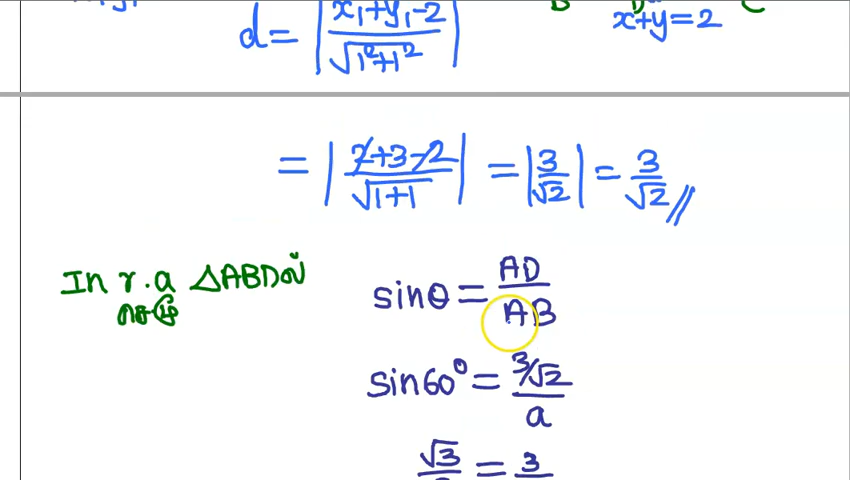 d = | x₁+y₁-2 / √1²+1² |
x+y=2
= | 2+3-2 / √1+1 | = | 3/√2 | = 3/√2 //
In r.a △ABDല്
sinθ = AD/AB
sin60° = 3/√2 / a
√3 = 3